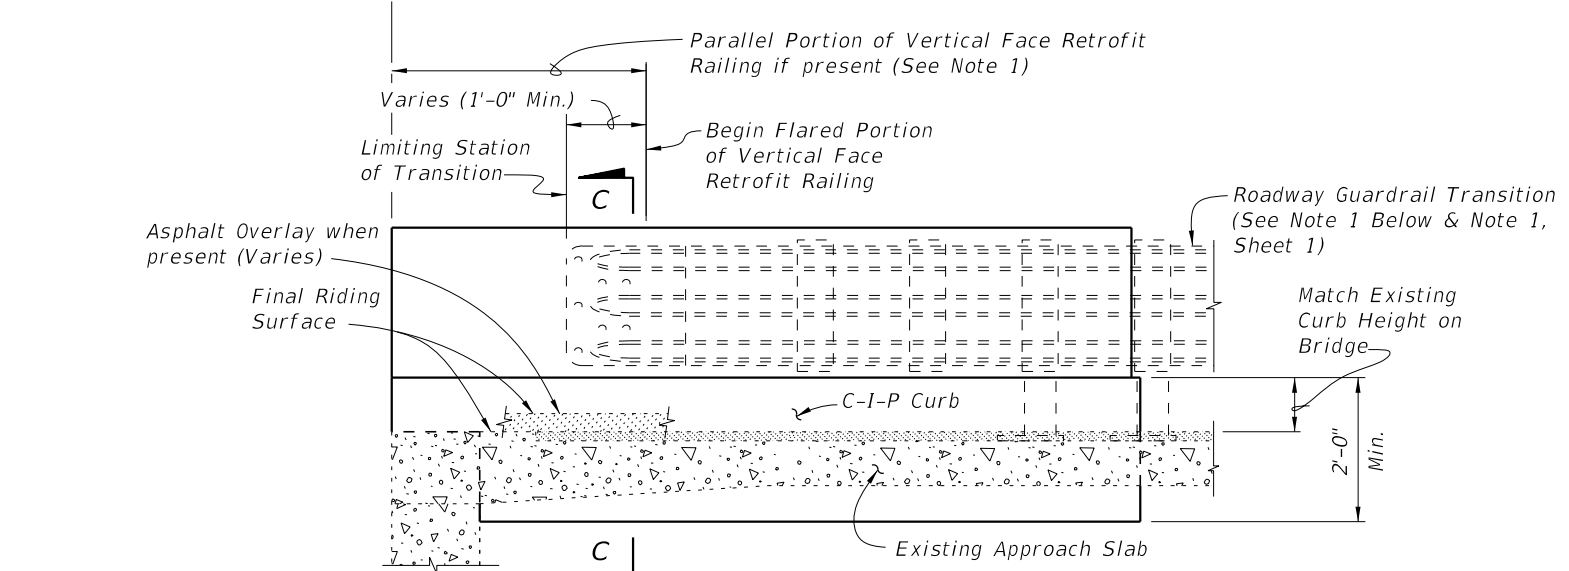 Parallel Portion of Vertical Face Retrofit
Railing if present (See Note 1)
Varies (1'-0" Min.)
Begin Flared Portion
of Vertical Face
Retrofit Railing
Limiting Station
of Transition
C
Roadway Guardrail Transition
(See Note 1 Below & Note 1,
Sheet 1)
Asphalt Overlay when
present (Varies)
Final Riding
Surface
Match Existing
Curb Height on
Bridge
C-I-P Curb
2'-0"
Min.
Existing Approach Slab
C